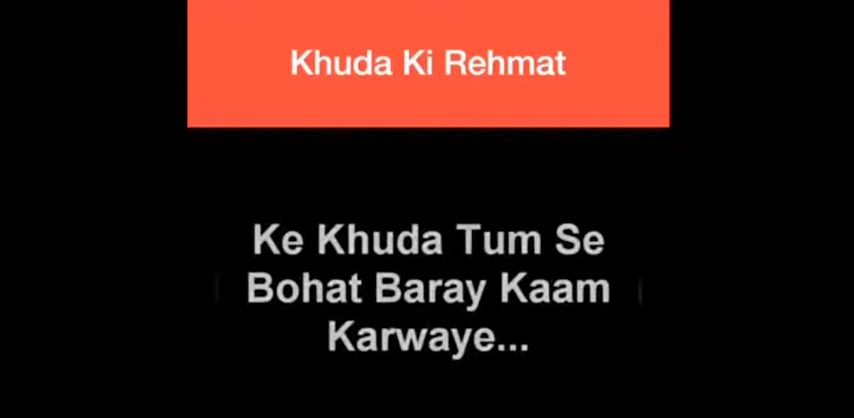 Khuda Ki Rehmat
Ke Khuda Tum Se
Bohat Baray Kaam
Karwaye...